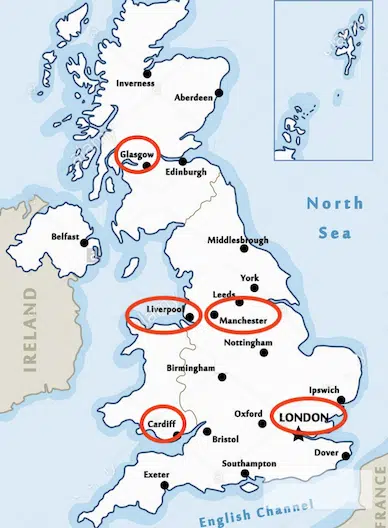 Inverness
Aberdeen
Glasgow
Edinburgh
North
Sea
Belfast
Middlesbrough
York
Leeds
Liverpool
Manchester
IRELAND
Nottingham
Birmingham
Ipswich
Cardiff
Oxford
LONDON
Bristol
Dover
Southampton
Exeter
English Channel
RANCE